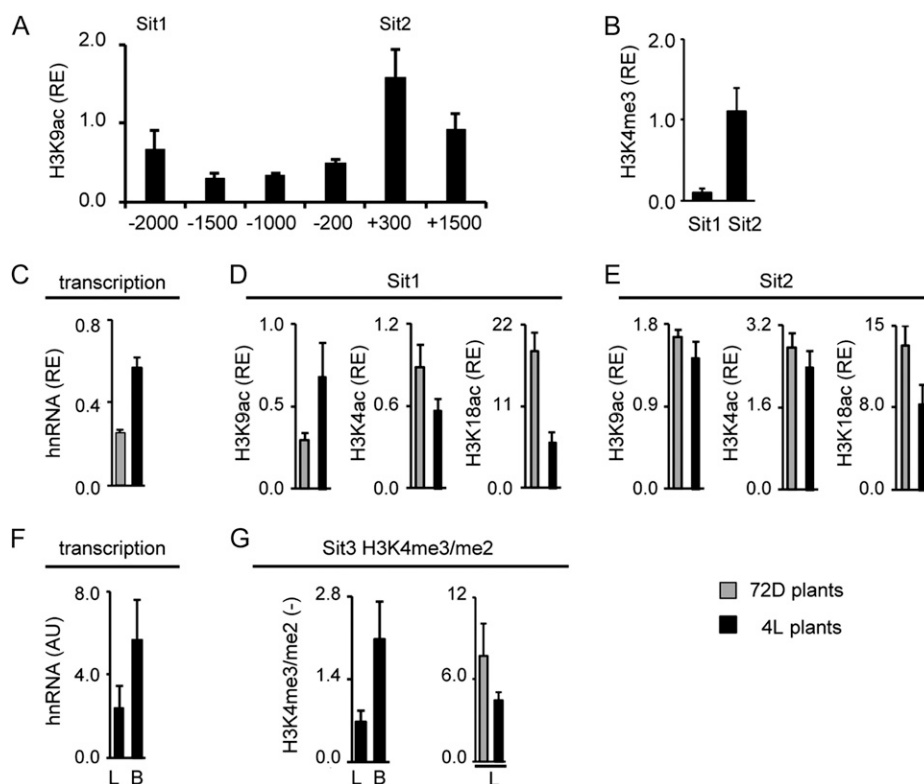 A
Sit1
Sit2
H3K9ac (RE)
2.0
1.0
0.0
-2000 -1500 -1000 -200 +300 +1500
B
H3K4me3 (RE)
2.0
1.0
0.0
Sit1 Sit2
C
transcription
hnRNA (RE)
0.8
0.4
0.0
D
Sit1
H3K9ac (RE)
1.0
0.5
0.0
H3K4ac (RE)
1.2
0.6
0.0
H3K18ac (RE)
22
11
0
E
Sit2
H3K9ac (RE)
1.8
0.9
0.0
H3K4ac (RE)
3.2
1.6
0.0
H3K18ac (RE)
15
8.0
0.0
F
transcription
hnRNA (AU)
8.0
4.0
0.0
L B
G
Sit3 H3K4me3/me2
H3K4me3/me2 (-)
2.8
1.4
0.0
L B
12
6.0
0.0
L
72D plants
4L plants